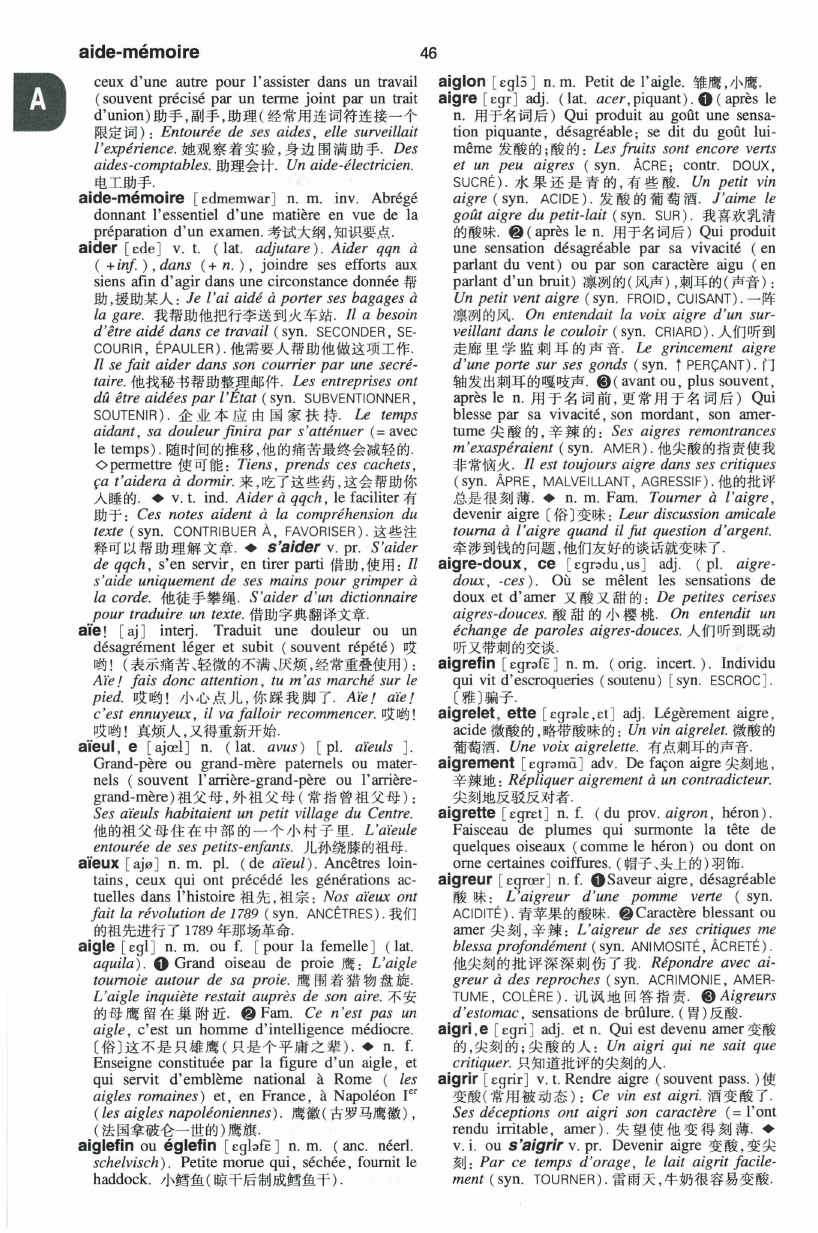 aide-mémoire
46
A
ceux d'une autre pour l'assister dans un travail
(souvent précisé par un terme joint par un trait
d'union)助手,副手,助理(经常用连词符连接一个
限定词): Entourée de ses aides, elle surveillait
l'expérience. 她观察着实验,身边围满助手. Des
aides-comptables. 助理会计. Un aide-électricien.
电工助手.
aide-mémoire [ɛdmemwar] n. m. inv. Abrégé
donnant l'essentiel d'une matière en vue de la
préparation d'un examen. 考试大纲,知识要点.
aider [ɛde] v. t. (lat. adjutare). Aider qqn à
(+inf.), dans (+ n.), joindre ses efforts aux
siens afin d'agir dans une circonstance donnée 帮
助,援助某人: Je l'ai aidé à porter ses bagages à
la gare. 我帮助他把行李送到火车站. Il a besoin
d'être aidé dans ce travail (syn. SECONDER, SE-
COURIR, ÉPAULER). 他需要人帮助他做这项工作.
Il se fait aider dans son courrier par une secré-
taire. 他找秘书帮助整理邮件. Les entreprises ont
dû être aidées par l'État (syn. SUBVENTIONNER,
SOUTENIR). 企业本应由国家扶持. Le temps
aidant, sa douleur finira par s'atténuer (= avec
le temps). 随时间的推移,他的痛苦最终会减轻的.
◇permettre 使可能: Tiens, prends ces cachets,
ça t'aidera à dormir. 来,吃了这些药,这会帮助你
入睡的. ◆ v. t. ind. Aider à qqch, le faciliter 有
助于: Ces notes aident à la compréhension du
texte (syn. CONTRIBUER À, FAVORISER). 这些注
释可以帮助理解文章. ◆ s'aider v. pr. S'aider
de qqch, s'en servir, en tirer parti 借助,使用: Il
s'aide uniquement de ses mains pour grimper à
la corde. 他徒手攀绳. S'aider d'un dictionnaire
pour traduire un texte. 借助字典翻译文章.
aïe! [aj] interj. Traduit une douleur ou un
désagrément léger et subit (souvent répété) 哎
哟! (表示痛苦、轻微的不满、厌烦,经常重叠使用):
Aïe! fais donc attention, tu m'as marché sur le
pied. 哎哟! 小心点儿,你踩我脚了. Aïe! aïe!
c'est ennuyeux, il va falloir recommencer. 哎哟!
哎哟! 真烦人,又得重新开始.
aïeul, e [ajœl] n. (lat. avus) [pl. aïeuls ].
Grand-père ou grand-mère paternels ou mater-
nels (souvent l'arrière-grand-père ou l'arrière-
grand-mère)祖父母,外祖父母(常指曾祖父母):
Ses aïeuls habitaient un petit village du Centre.
他的祖父母住在中部的一个小村子里. L'aïeule
entourée de ses petits-enfants. 儿孙绕膝的祖母.
aïeux [ajø] n. m. pl. (de aïeul). Ancêtres loin-
tains, ceux qui ont précédé les générations ac-
tuelles dans l'histoire 祖先,祖宗: Nos aïeux ont
fait la révolution de 1789 (syn. ANCÊTRES). 我们
的祖先进行了 1789 年那场革命.
aigle [ɛgl] n. m. ou f. [pour la femelle] (lat.
aquila). ❶ Grand oiseau de proie 鹰: L'aigle
tournoie autour de sa proie. 鹰围着猎物盘旋.
L'aigle inquiète restait auprès de son aire. 不安
的母鹰留在巢附近. ❷ Fam. Ce n'est pas un
aigle, c'est un homme d'intelligence médiocre.
〔俗〕这不是只雄鹰(只是个平庸之辈). ◆ n. f.
Enseigne constituée par la figure d'un aigle, et
qui servit d'emblème national à Rome ( les
aigles romaines) et, en France, à Napoléon Ier
(les aigles napoléoniennes). 鹰徽(古罗马鹰徽),
(法国拿破仑一世的)鹰旗.
aiglefin ou églefin [ɛgləfɛ̃] n. m. (anc. néerl.
schelvisch). Petite morue qui, séchée, fournit le
haddock. 小鳕鱼(晾干后制成鳕鱼干).
aiglon [ɛglɔ̃] n. m. Petit de l'aigle. 雏鹰,小鹰.
aigre [ɛgr] adj. (lat. acer,piquant). ❶(après le
n. 用于名词后) Qui produit au goût une sensa-
tion piquante, désagréable; se dit du goût lui-
même 发酸的;酸的: Les fruits sont encore verts
et un peu aigres (syn. ÂCRE; contr. DOUX,
SUCRÉ). 水果还是青的,有些酸. Un petit vin
aigre (syn. ACIDE). 发酸的葡萄酒. J'aime le
goût aigre du petit-lait (syn. SUR). 我喜欢乳清
的酸味. ❷(après le n. 用于名词后) Qui produit
une sensation désagréable par sa vivacité (en
parlant du vent) ou par son caractère aigu (en
parlant d'un bruit) 凛冽的(风声),刺耳的(声音):
Un petit vent aigre (syn. FROID, CUISANT). 一阵
凛冽的风. On entendait la voix aigre d'un sur-
veillant dans le couloir (syn. CRIARD). 人们听到
走廊里学监刺耳的声音. Le grincement aigre
d'une porte sur ses gonds (syn. ↑ PERÇANT). 门
轴发出刺耳的嘎吱声. ❸(avant ou, plus souvent,
après le n. 用于名词前,更常用于名词后) Qui
blesse par sa vivacité, son mordant, son amer-
tume 尖酸的,辛辣的: Ses aigres remontrances
m'exaspéraient (syn. AMER). 他尖酸的指责使我
非常恼火. Il est toujours aigre dans ses critiques
(syn. ÂPRE, MALVEILLANT, AGRESSIF). 他的批评
总是很刻薄. ◆ n. m. Fam. Tourner à l'aigre,
devenir aigre〔俗〕变味: Leur discussion amicale
tourna à l'aigre quand il fut question d'argent.
牵涉到钱的问题,他们友好的谈话就变味了.
aigre-doux, ce [ɛgrədu,us] adj. (pl. aigre-
doux, -ces). Où se mêlent les sensations de
doux et d'amer 又酸又甜的: De petites cerises
aigres-douces. 酸甜的小樱桃. On entendit un
échange de paroles aigres-douces. 人们听到既动
听又带刺的交谈.
aigrefin [ɛgrəfɛ̃] n. m. (orig. incert.). Individu
qui vit d'escroqueries (soutenu) [syn. ESCROC].
〔雅〕骗子.
aigrelet, ette [ɛgrəlɛ,ɛt] adj. Légèrement aigre,
acide 微酸的,略带酸味的: Un vin aigrelet. 微酸的
葡萄酒. Une voix aigrelette. 有点刺耳的声音.
aigrement [ɛgrəmɑ̃] adv. De façon aigre 尖刻地,
辛辣地: Répliquer aigrement à un contradicteur.
尖刻地反驳反对者.
aigrette [ɛgrɛt] n. f. (du prov. aigron, héron).
Faisceau de plumes qui surmonte la tête de
quelques oiseaux (comme le héron) ou dont on
orne certaines coiffures. (帽子、头上的)羽饰.
aigreur [ɛgrœr] n. f. ❶Saveur aigre, désagréable
酸味: L'aigreur d'une pomme verte (syn.
ACIDITÉ). 青苹果的酸味. ❷Caractère blessant ou
amer 尖刻,辛辣: L'aigreur de ses critiques me
blessa profondément (syn. ANIMOSITÉ, ÂCRETÉ).
他尖刻的批评深深刺伤了我. Répondre avec ai-
greur à des reproches (syn. ACRIMONIE, AMER-
TUME, COLÈRE). 讥讽地回答指责. ❸ Aigreurs
d'estomac, sensations de brûlure. (胃)反酸.
aigri,e [ɛgri] adj. et n. Qui est devenu amer 变酸
的,尖刻的;尖酸的人: Un aigri qui ne sait que
critiquer. 只知道批评的尖刻的人.
aigrir [ɛgrir] v. t. Rendre aigre (souvent pass.)使
变酸(常用被动态): Ce vin est aigri. 酒变酸了.
Ses déceptions ont aigri son caractère (= l'ont
rendu irritable, amer). 失望使他变得刻薄. ◆
v. i. ou s'aigrir v. pr. Devenir aigre 变酸,变尖
刻: Par ce temps d'orage, le lait aigrit facile-
ment (syn. TOURNER). 雷雨天,牛奶很容易变酸.